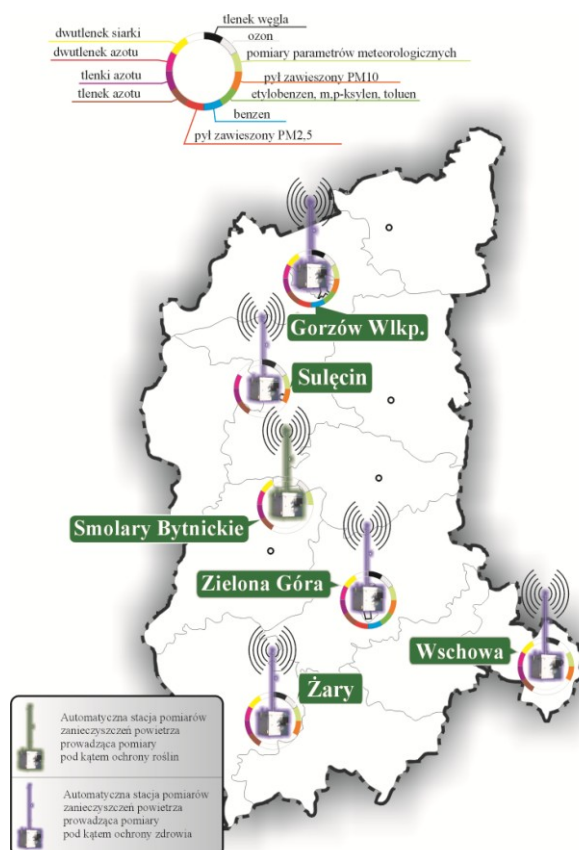 tlenek węgla
dwutlenek siarki
ozon
dwutlenek azotu
pomiary parametrów meteorologicznych
tlenki azotu
pył zawieszony PM10
tlenek azotu
etylobenzen, m,p-ksylen, toluen
benzen
pył zawieszony PM2,5
Gorzów Wlkp.
Sulęcin
Smolary Bytnickie
Zielona Góra
Wschowa
Żary
Automatyczna stacja pomiarów
zanieczyszczeń powietrza
prowadząca pomiary
pod kątem ochrony roślin
Automatyczna stacja pomiarów
zanieczyszczeń powietrza
prowadząca pomiary
pod kątem ochrony zdrowia